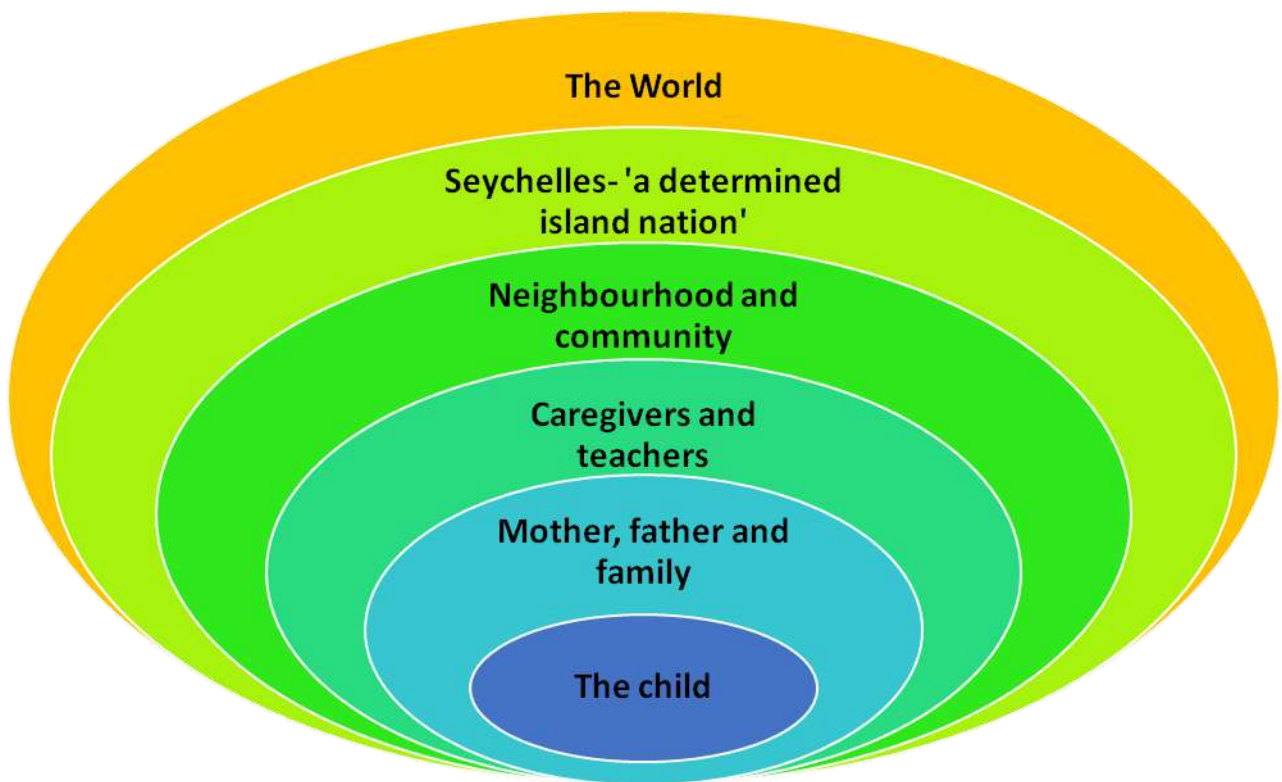 The World
Seychelles- 'a determined
island nation'
Neighbourhood and
community
Caregivers and
teachers
Mother, father and
family
The child